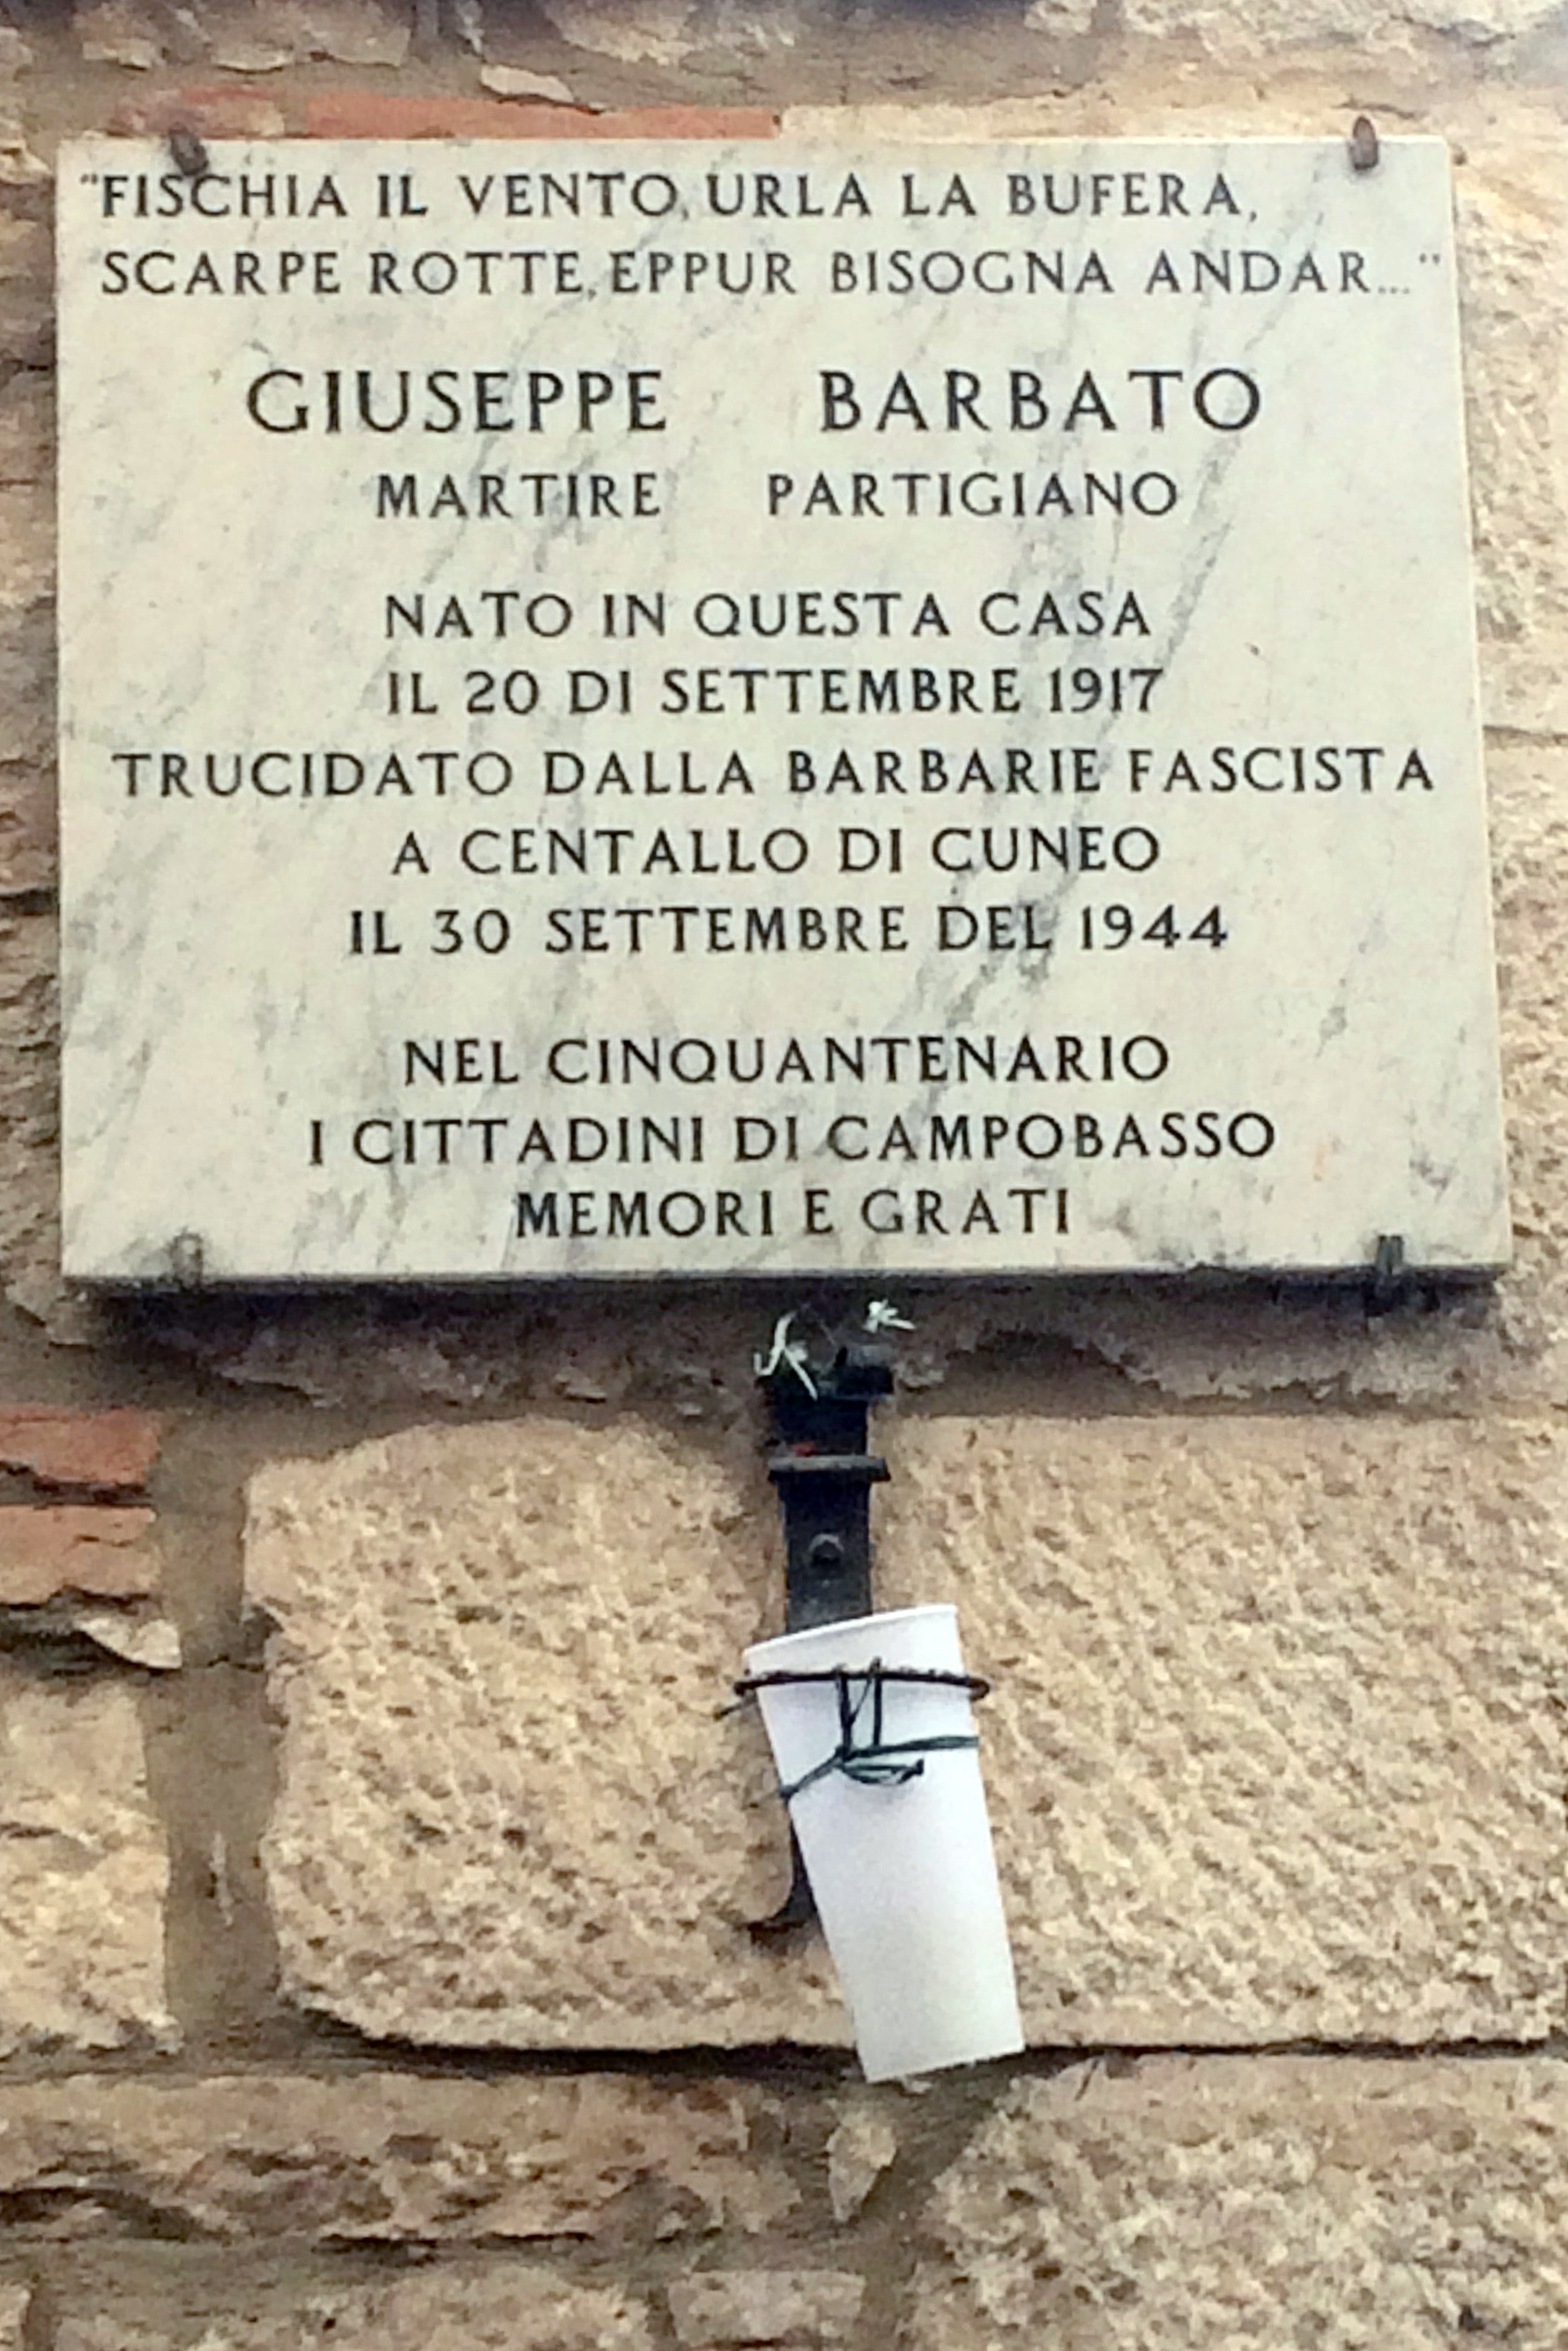 "FISCHIA IL VENTO, URLA LA BUFERA,
SCARPE ROTTE, EPPUR BISOGNA ANDAR..."
GIUSEPPE BARBATO
MARTIRE PARTIGIANO
NATO IN QUESTA CASA
IL 20 DI SETTEMBRE 1917
TRUCIDATO DALLA BARBARIE FASCISTA
A CENTALLO DI CUNEO
IL 30 SETTEMBRE DEL 1944
NEL CINQUANTENARIO
I CITTADINI DI CAMPOBASSO
MEMORI E GRATI